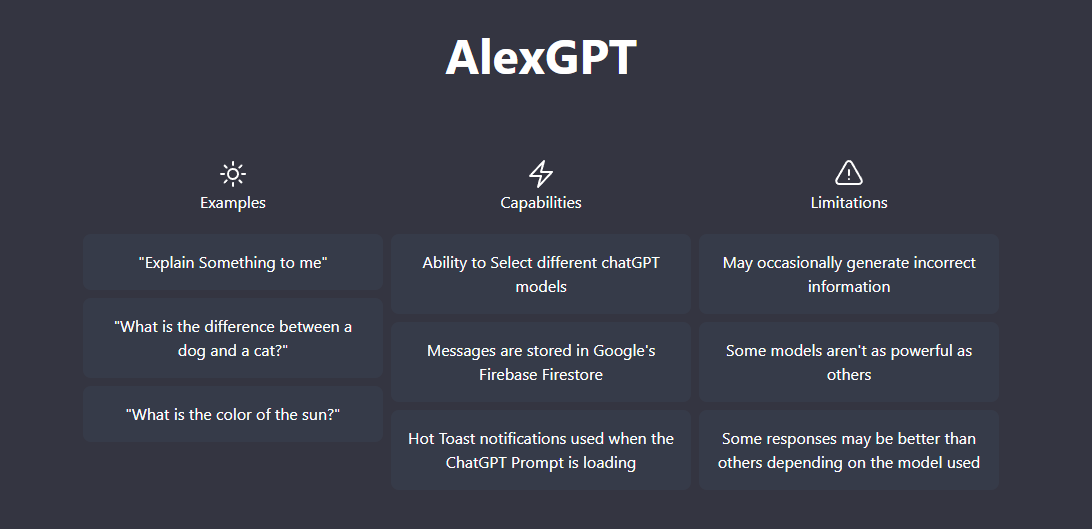 AlexGPT
Examples
"Explain Something to me"
"What is the difference between a
dog and a cat?"
"What is the color of the sun?"
Capabilities
Ability to Select different chatGPT
models
Messages are stored in Google's
Firebase Firestore
Hot Toast notifications used when the
ChatGPT Prompt is loading
Limitations
May occasionally generate incorrect
information
Some models aren't as powerful as
others
Some responses may be better than
others depending on the model used